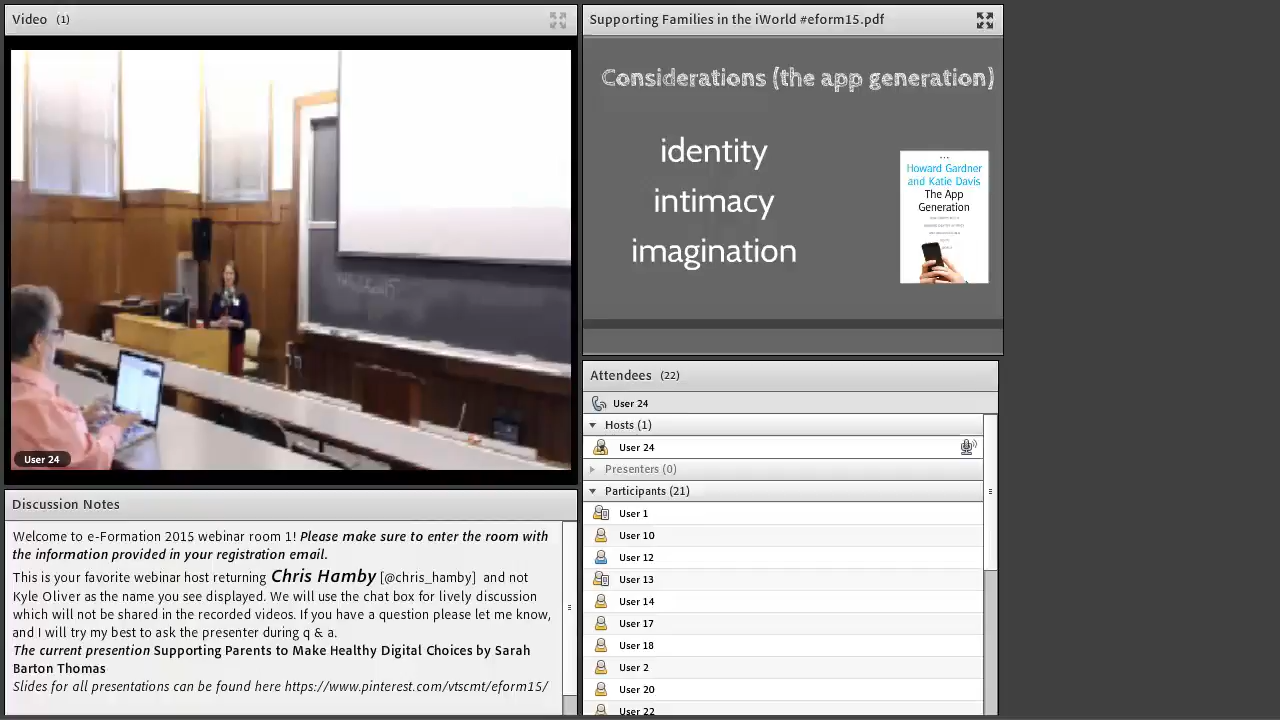 Video (1)
User 24
Discussion Notes
Welcome to e-Formation 2015 webinar room 1! Please make sure to enter the room with
the information provided in your registration email.
This is your favorite webinar host returning Chris Hamby [@chris_hamby] and not
Kyle Oliver as the name you see displayed. We will use the chat box for lively discussion
which will not be shared in the recorded videos. If you have a question please let me know,
and I will try my best to ask the presenter during q & a.
The current presention Supporting Parents to Make Healthy Digital Choices by Sarah
Barton Thomas
Slides for all presentations can be found here https://www.pinterest.com/vtscmt/eform15/
Supporting Families in the iWorld #eform15.pdf
Considerations (the app generation)
identity
intimacy
imagination
Howard Gardner
and Katie Davis
The App
Generation
Attendees (22)
User 24
Hosts (1)
User 24
Presenters (0)
Participants (21)
User 1
User 10
User 12
User 13
User 14
User 17
User 18
User 2
User 20
User 22